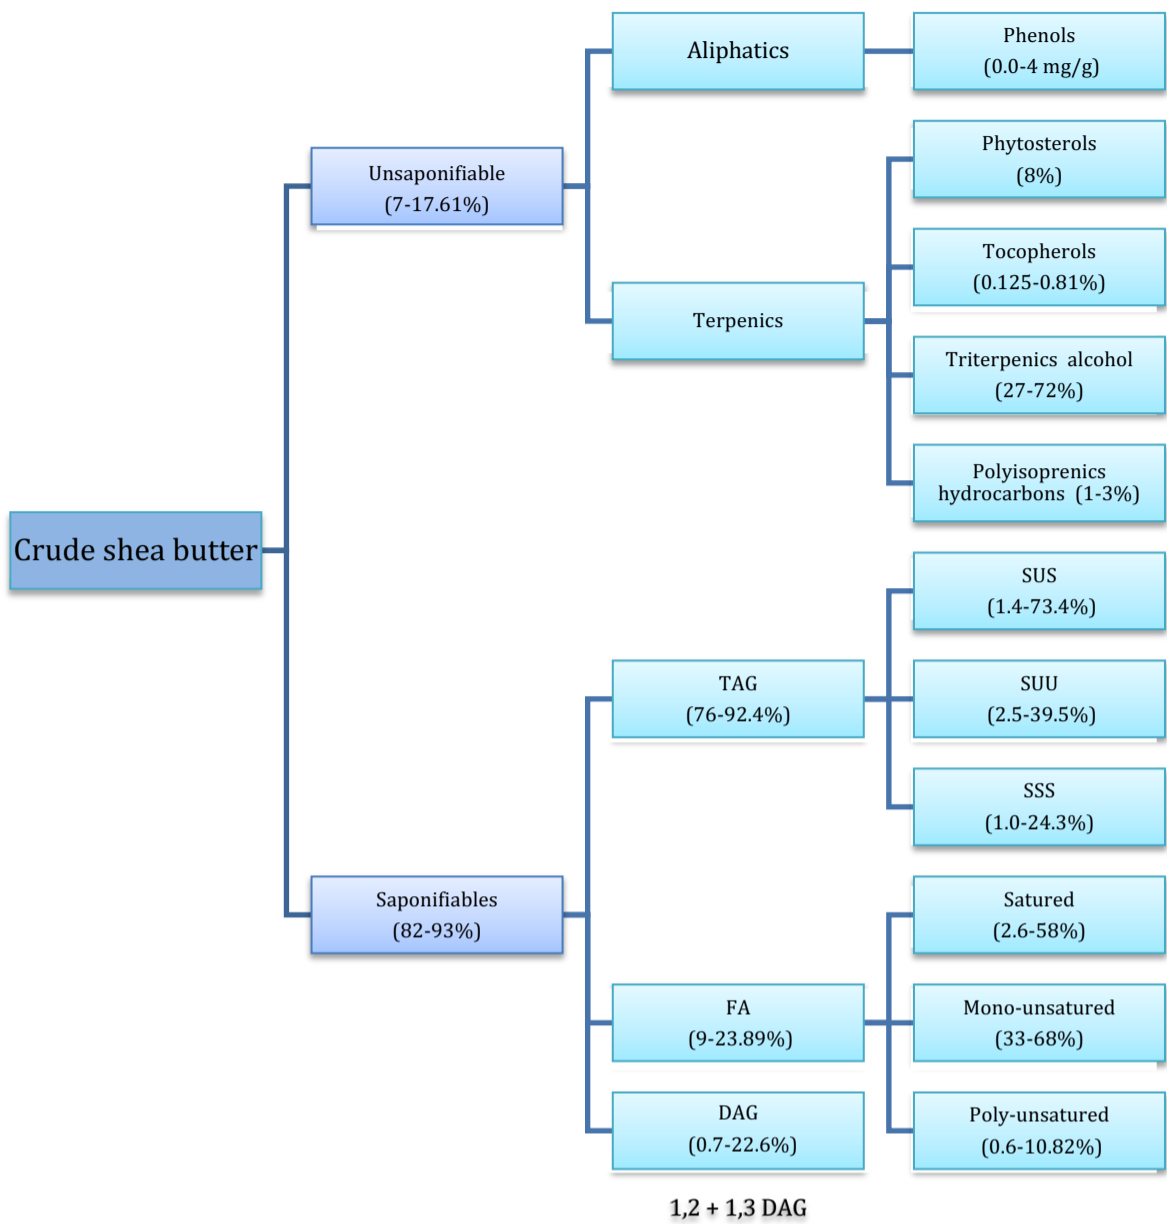 Crude shea butter
Unsaponifiable
(7-17.61%)
Aliphatics
Phenols
(0.0-4 mg/g)
Terpenics
Phytosterols
(8%)
Tocopherols
(0.125-0.81%)
Triterpenics alcohol
(27-72%)
Polyisoprenics
hydrocarbons (1-3%)
Saponifiables
(82-93%)
TAG
(76-92.4%)
SUS
(1.4-73.4%)
SUU
(2.5-39.5%)
SSS
(1.0-24.3%)
FA
(9-23.89%)
Satured
(2.6-58%)
Mono-unsatured
(33-68%)
Poly-unsatured
(0.6-10.82%)
DAG
(0.7-22.6%)
1,2 + 1,3 DAG